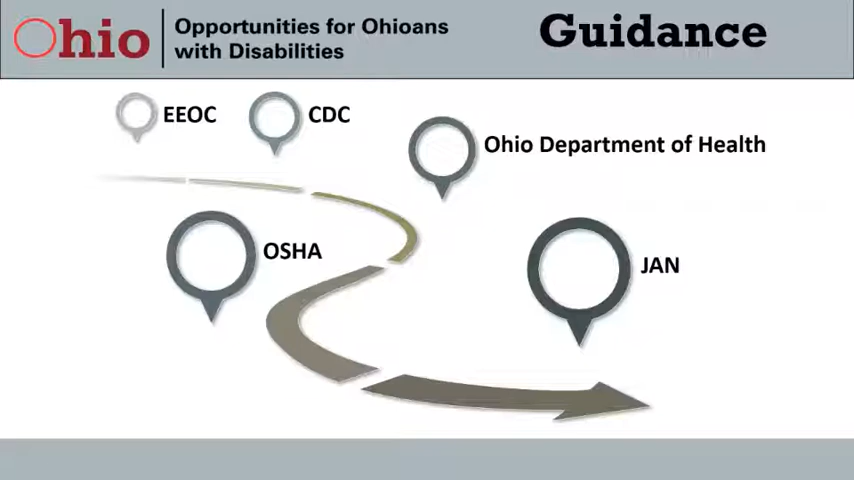 Ohio
Opportunities for Ohioans
with Disabilities
Guidance
EEOC
CDC
Ohio Department of Health
OSHA
JAN